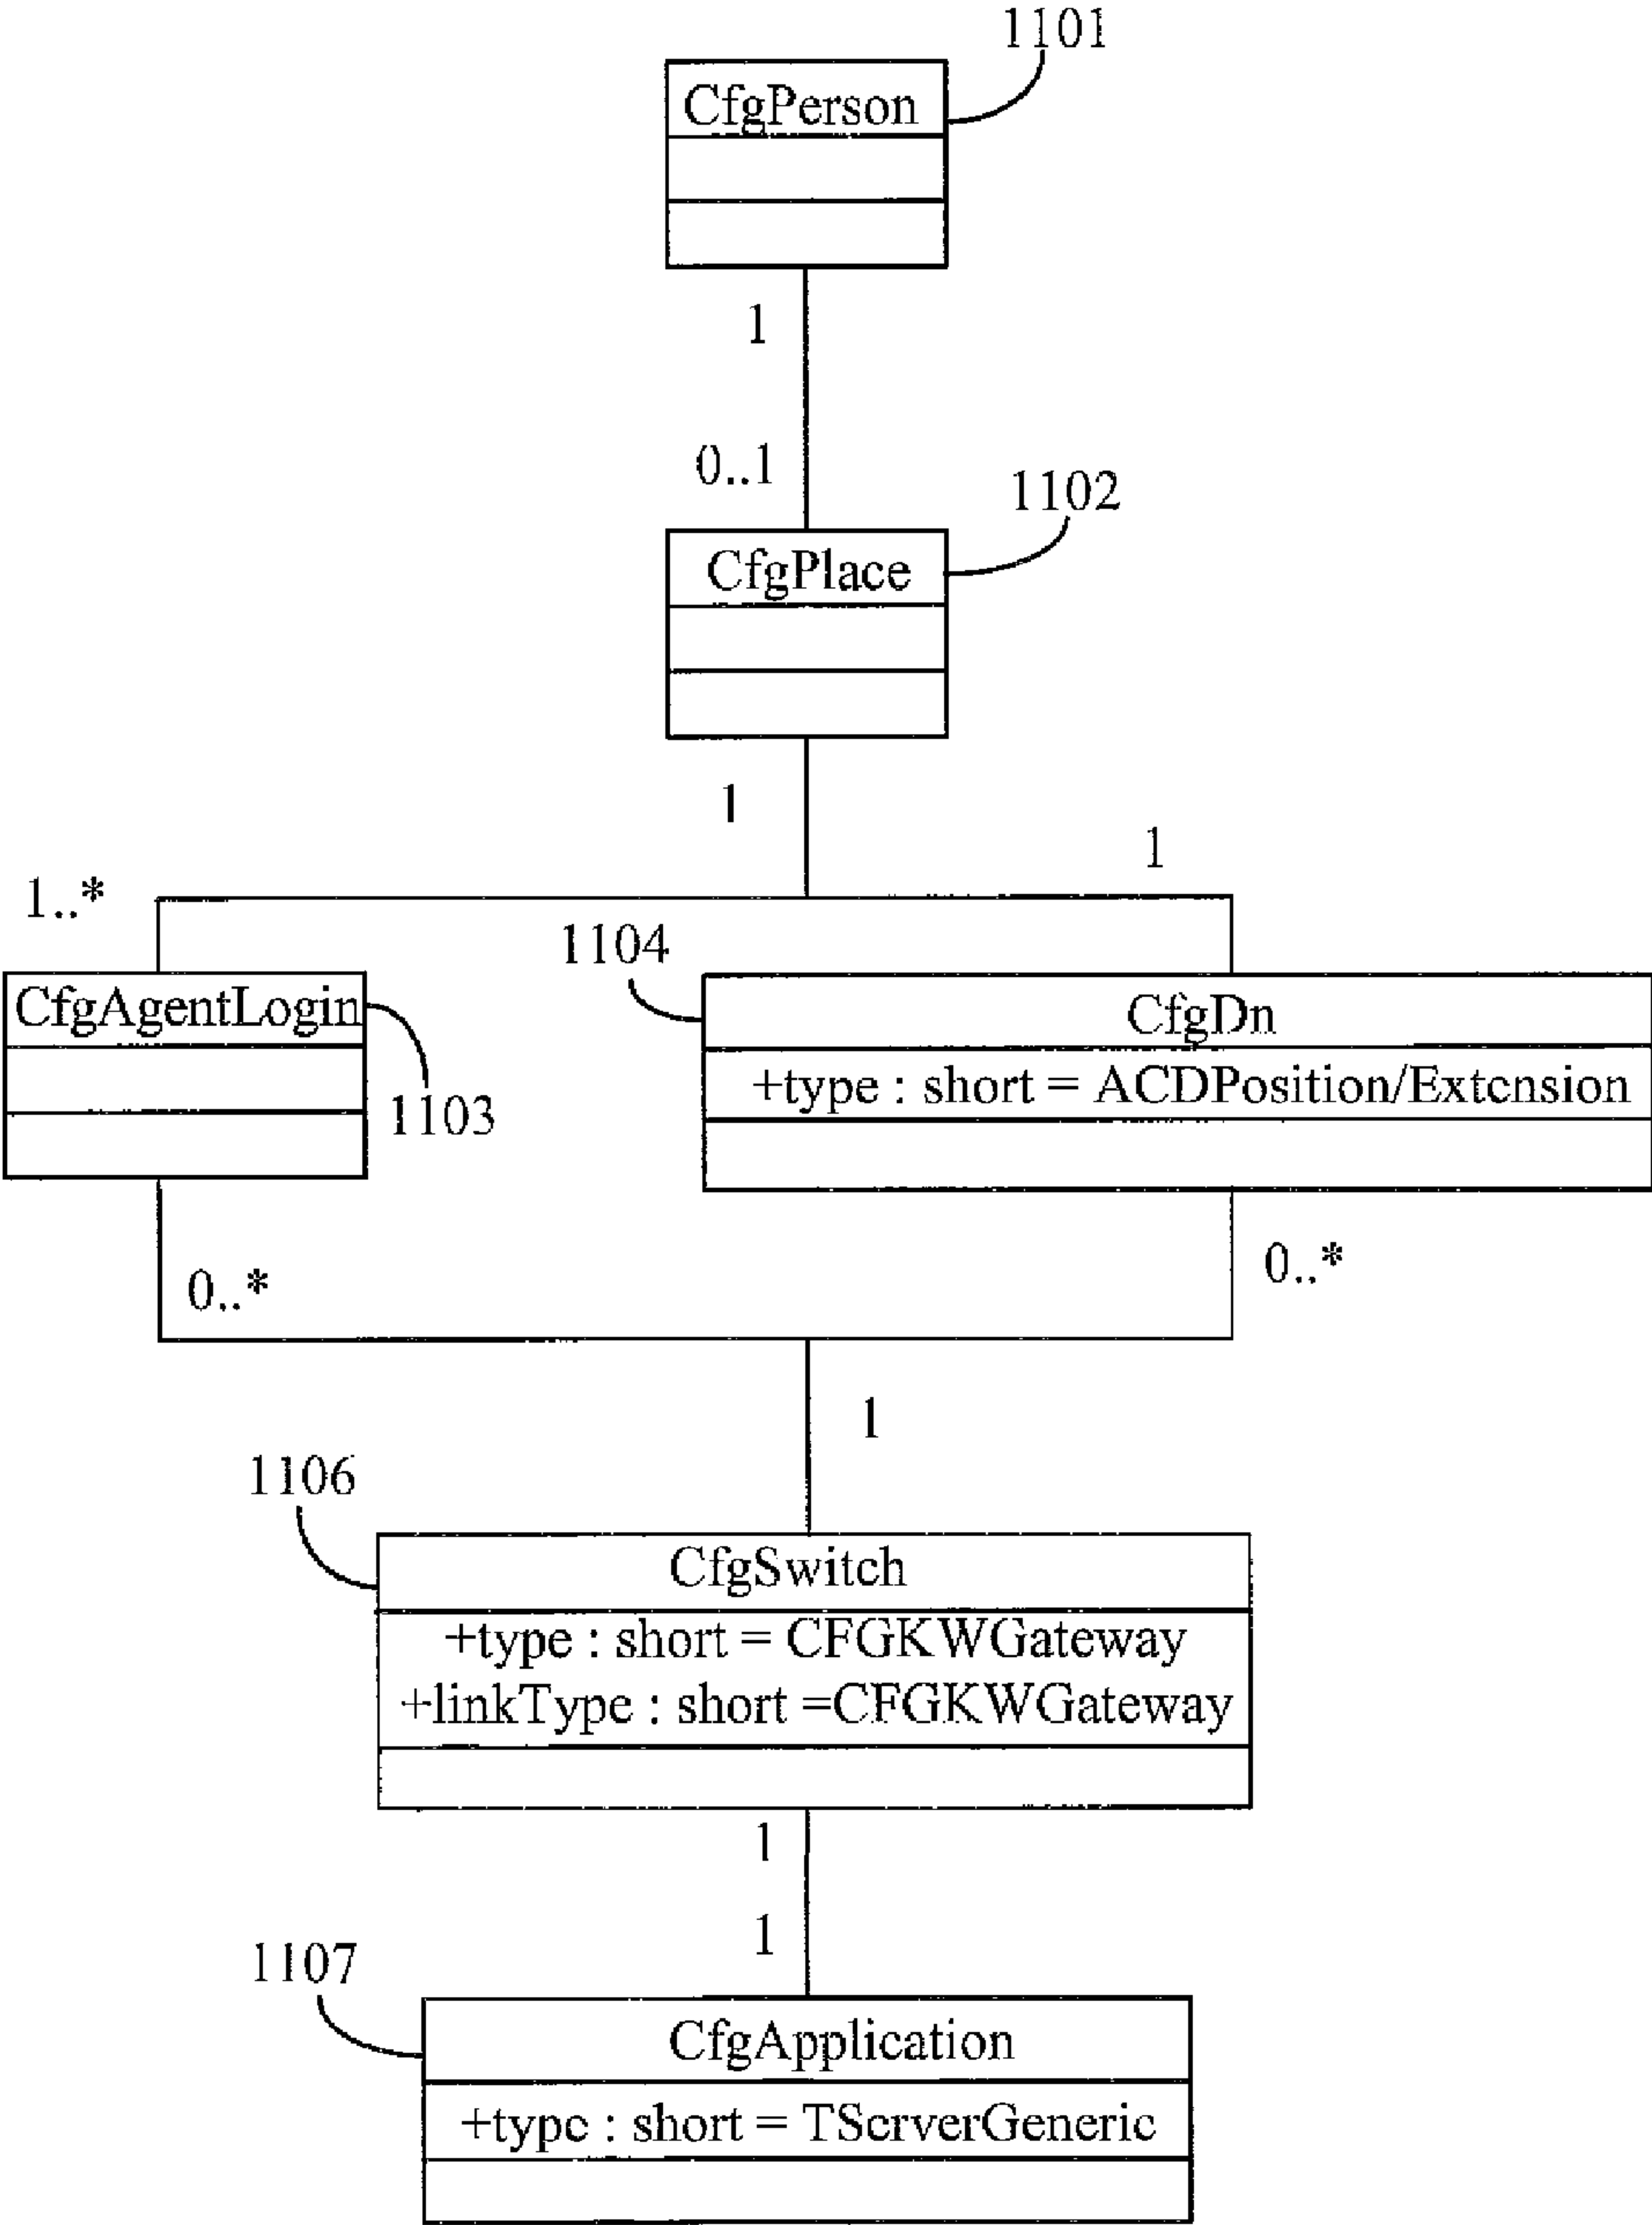 1101
CfgPerson
1
0..1
1102
CfgPlace
1
1
1..*
1104
CfgAgentLogin
CfgDn
+type : short = ACDPosition/Extension
1103
0..*
0..*
1
1106
CfgSwitch
+type : short = CFGKWGateway
+linkType : short =CFGKWGateway
1
1
1107
CfgApplication
+type : short = TServerGeneric